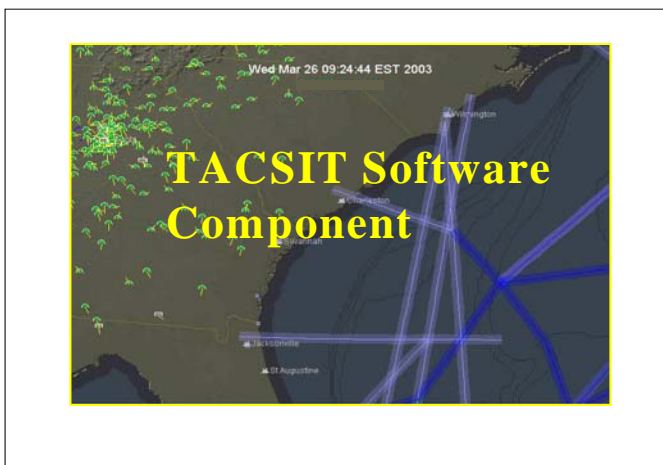 Wed Mar 26 09:24:44 EST 2003
Wilmington
TACSIT Software
Charleston
Component
Savannah
Jacksonville
St Augustine